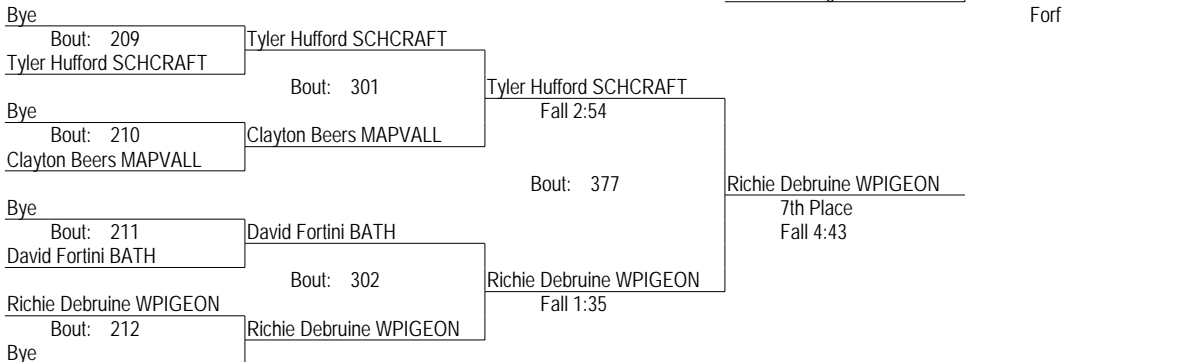 Bye
Forf
Bout: 209
Tyler Hufford SCHCRAFT
Tyler Hufford SCHCRAFT
Bout: 301
Tyler Hufford SCHCRAFT
Bye
Fall 2:54
Bout: 210
Clayton Beers MAPVALL
Clayton Beers MAPVALL
Bout: 377
Richie Debruine WPIGEON
Bye
7th Place
Bout: 211
David Fortini BATH
Fall 4:43
David Fortini BATH
Bout: 302
Richie Debruine WPIGEON
Richie Debruine WPIGEON
Fall 1:35
Bout: 212
Richie Debruine WPIGEON
Bye